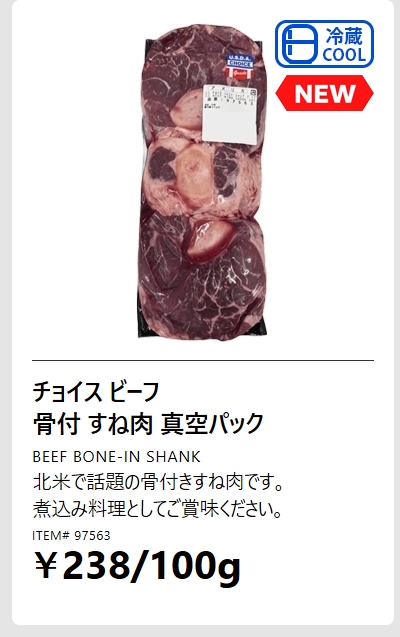 冷蔵
COOL
NEW
U.S.D.A.
CHOICE
チョイス ビーフ
骨付 すね肉 真空パック
BEEF BONE-IN SHANK
北米で話題の骨付きすね肉です。
煮込み料理としてご賞味ください。
ITEM# 97563
￥238/100g